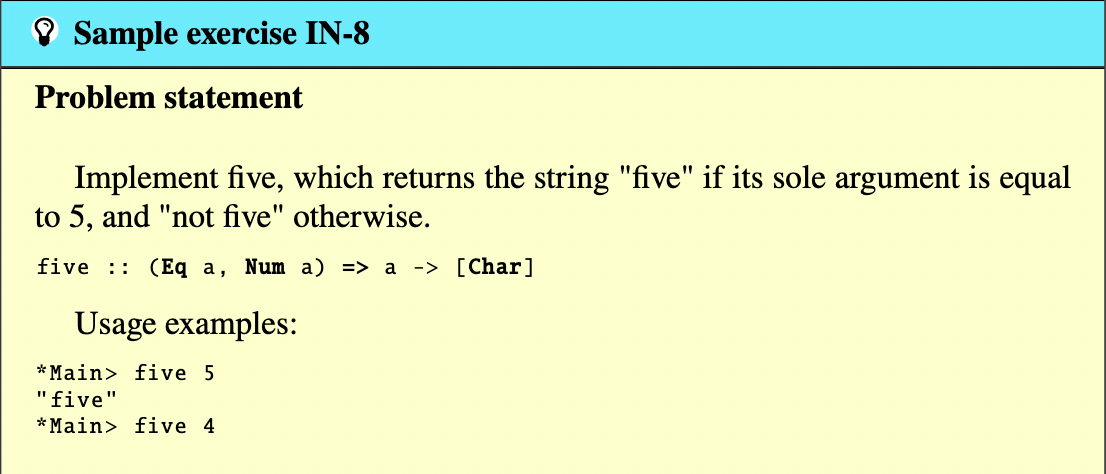 Sample exercise IN-8
Problem statement
Implement five, which returns the string "five" if its sole argument is equal
to 5, and "not five" otherwise.
five :: (Eq a, Num a) => a -> [Char]
Usage examples:
*Main> five 5
"five"
*Main> five 4